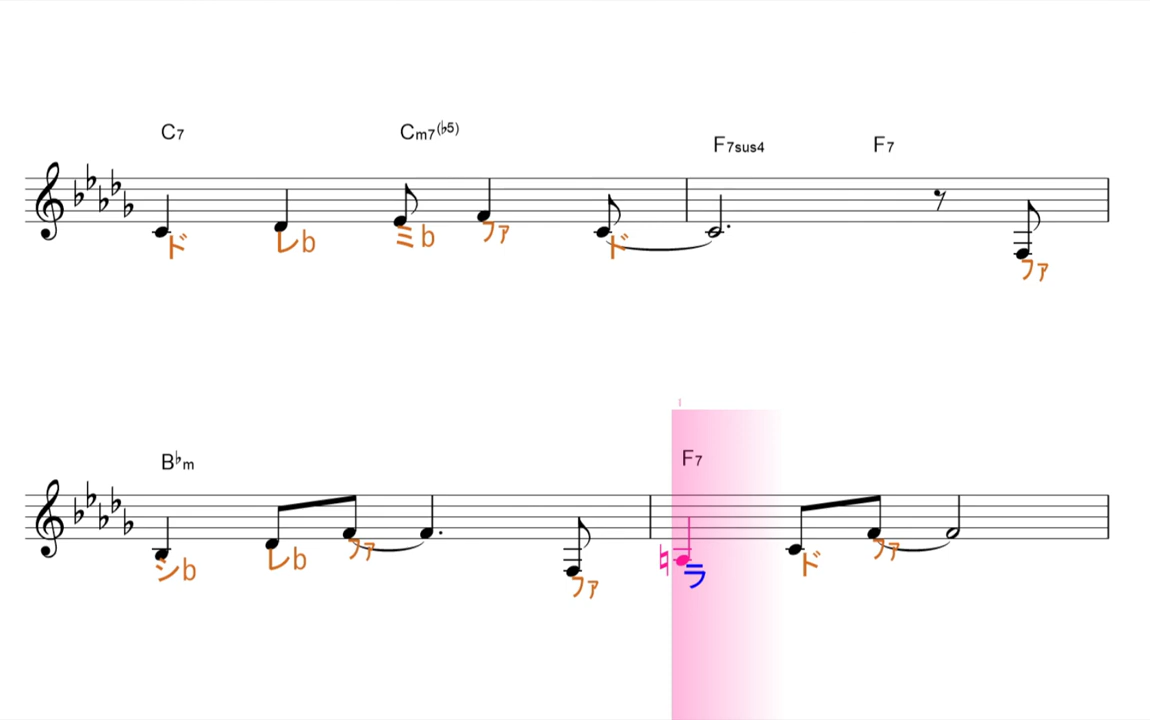 C7 Cm7(♭5) F7sus4 F7
ド レb ミb ファ ド ファ
B♭m F7
シb レb ファ ファ ラ ド ファ